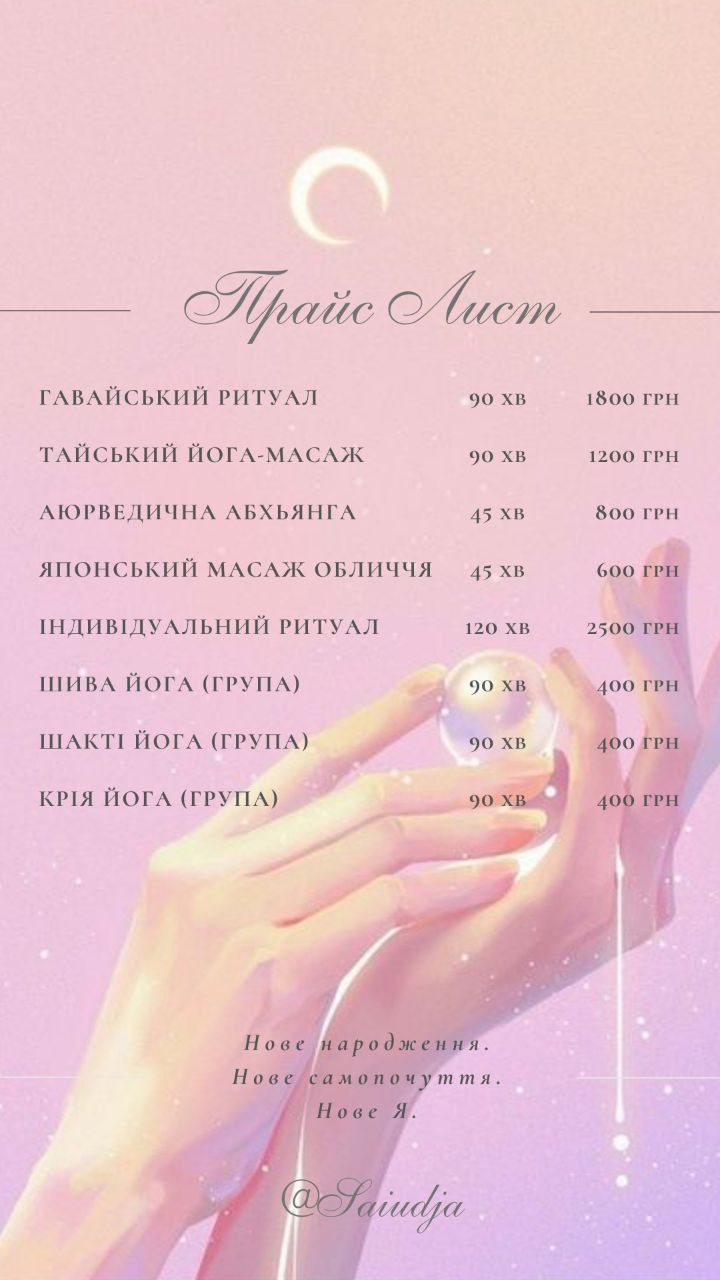 Прайс Лист
ГАВАЙСЬКИЙ РИТУАЛ 90 ХВ 1800 ГРН
ТАЙСЬКИЙ ЙОГА-МАСАЖ 90 ХВ 1200 ГРН
АЮРВЕДИЧНА АБХЬЯНГА 45 ХВ 800 ГРН
ЯПОНСЬКИЙ МАСАЖ ОБЛИЧЧЯ 45 ХВ 600 ГРН
ІНДИВІДУАЛЬНИЙ РИТУАЛ 120 ХВ 2500 ГРН
ШИВА ЙОГА (ГРУПА) 90 ХВ 400 ГРН
ШАКТІ ЙОГА (ГРУПА) 90 ХВ 400 ГРН
КРІЯ ЙОГА (ГРУПА) 90 ХВ 400 ГРН
Нове народження.
Нове самопочуття.
Нове Я.
@Saiudja